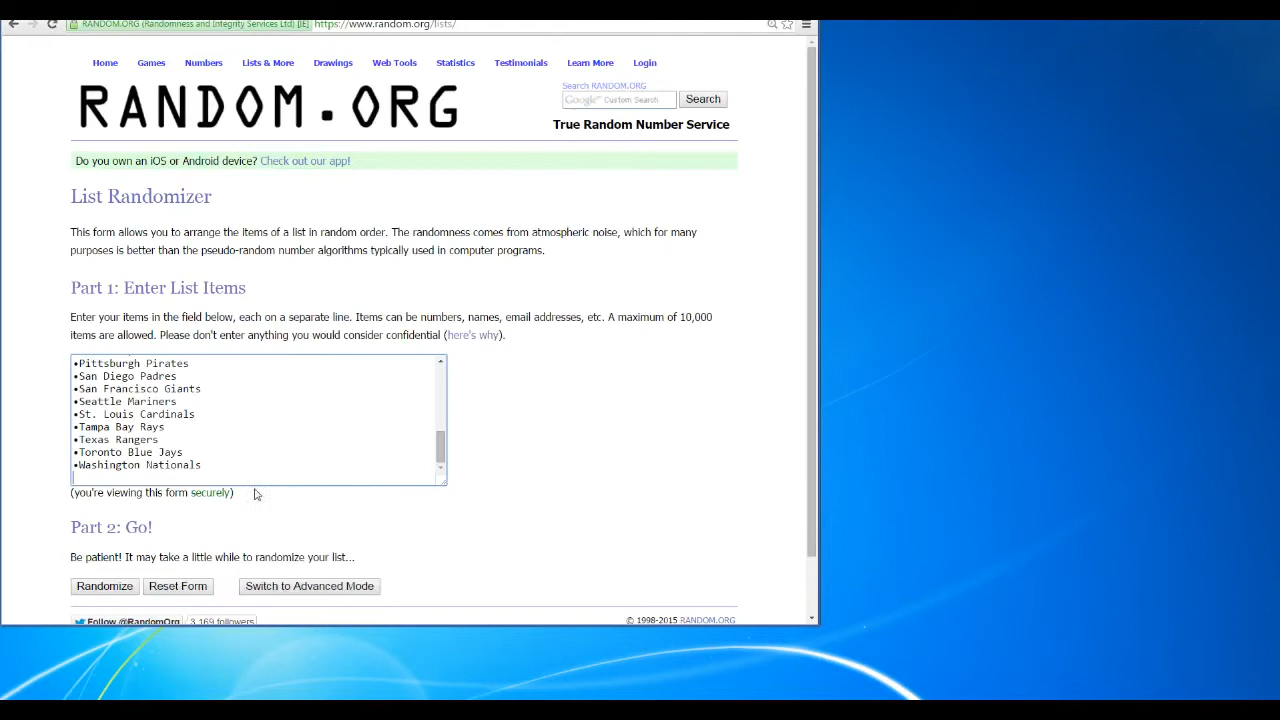 RANDOM.ORG (Randomness and Integrity Services Ltd) [IE] https://www.random.org/lists/
Home Games Numbers Lists & More Drawings Web Tools Statistics Testimonials Learn More Login
Search RANDOM.ORG
Google Custom Search Search
RANDOM.ORG
True Random Number Service
Do you own an iOS or Android device? Check out our app!
List Randomizer
This form allows you to arrange the items of a list in random order. The randomness comes from atmospheric noise, which for many
purposes is better than the pseudo-random number algorithms typically used in computer programs.
Part 1: Enter List Items
Enter your items in the field below, each on a separate line. Items can be numbers, names, email addresses, etc. A maximum of 10,000
items are allowed. Please don't enter anything you would consider confidential (here's why).
•Pittsburgh Pirates
•San Diego Padres
•San Francisco Giants
•Seattle Mariners
•St. Louis Cardinals
•Tampa Bay Rays
•Texas Rangers
•Toronto Blue Jays
•Washington Nationals
(you're viewing this form securely)
Part 2: Go!
Be patient! It may take a little while to randomize your list...
Randomize Reset Form Switch to Advanced Mode
Follow @RandomOrg 3,169 followers © 1998-2015 RANDOM.ORG